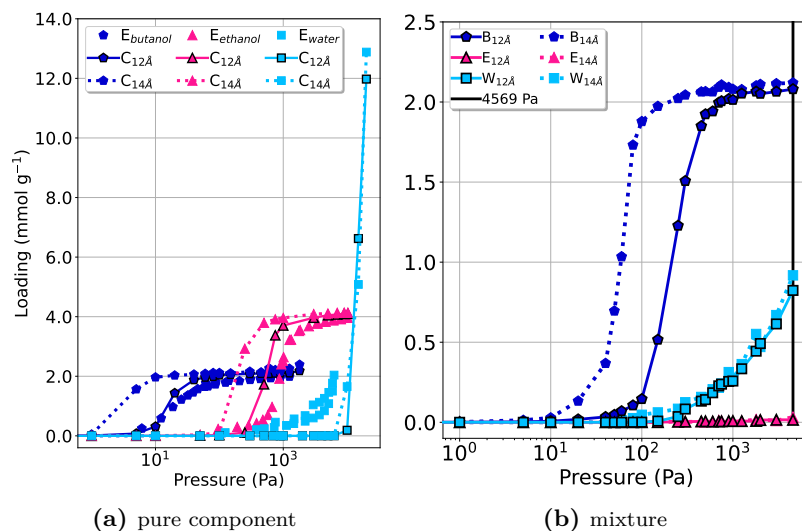 E_butanol E_ethanol E_water
C_12Å C_12Å C_12Å
C_14Å C_14Å C_14Å
14.0
12.0
10.0
8.0
6.0
4.0
2.0
0.0
Loading (mmol g⁻¹)
10¹ 10³
Pressure (Pa)
(a) pure component
B_12Å B_14Å
E_12Å E_14Å
W_12Å W_14Å
4569 Pa
2.5
2.0
1.5
1.0
0.5
0.0
10⁰ 10¹ 10² 10³
Pressure (Pa)
(b) mixture